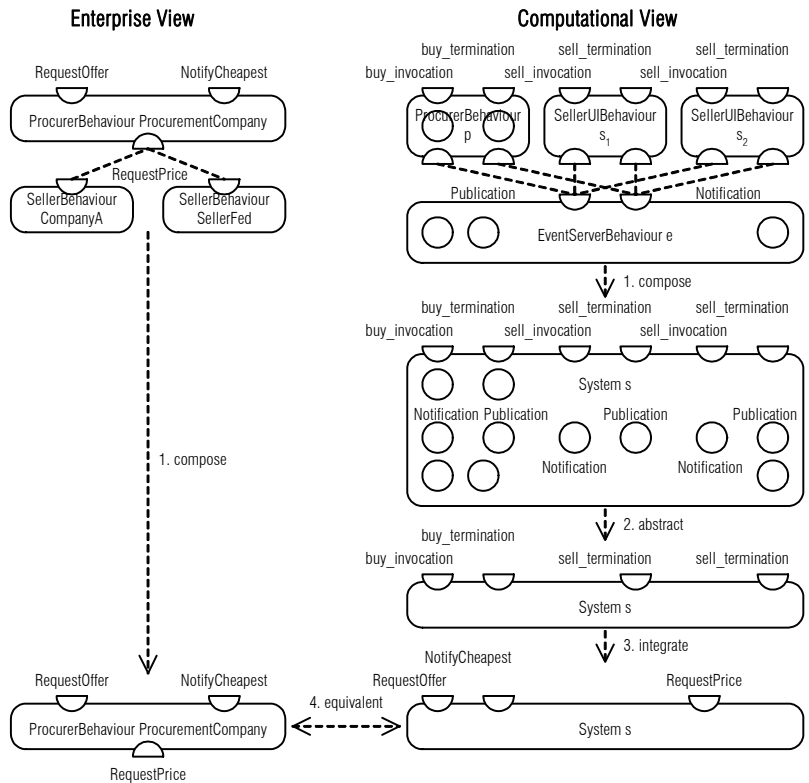 Enterprise View
Computational View
buy_termination sell_termination sell_termination
RequestOffer NotifyCheapest
buy_invocation sell_invocation sell_invocation
ProcurerBehaviour ProcurementCompany
ProcurerBehaviour
p
SellerUIBehaviour
s1
SellerUIBehaviour
s2
RequestPrice
SellerBehaviour
CompanyA
SellerBehaviour
SellerFed
Publication Notification
EventServerBehaviour e
1. compose
buy_termination sell_termination sell_termination
buy_invocation sell_invocation sell_invocation
System s
Notification Publication Publication Publication
Notification Notification
1. compose
2. abstract
buy_termination
buy_invocation sell_termination sell_termination
System s
3. integrate
NotifyCheapest
RequestOffer NotifyCheapest
RequestOffer RequestPrice
4. equivalent
ProcurerBehaviour ProcurementCompany
System s
RequestPrice